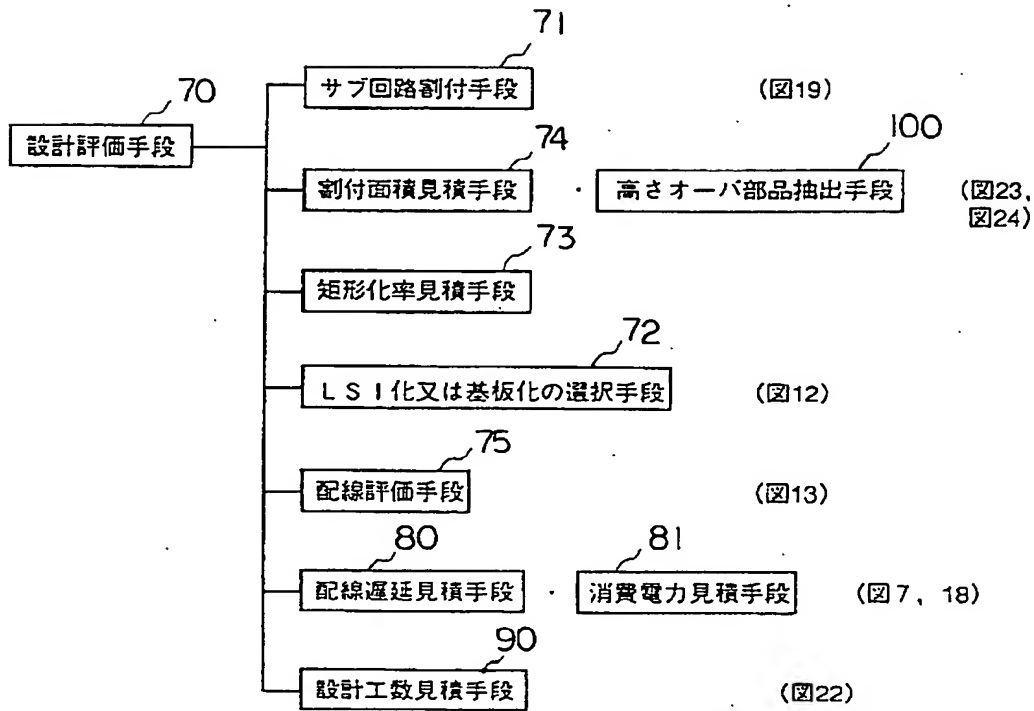 71
サブ回路割付手段
(図19)
70
設計評価手段
74
割付面積見積手段
100
高さオーバ部品抽出手段
(図23,
図24)
73
矩形化率見積手段
72
LSI化又は基板化の選択手段
(図12)
75
配線評価手段
(図13)
80
配線遅延見積手段
81
消費電力見積手段
(図7, 18)
90
設計工数見積手段
(図22)